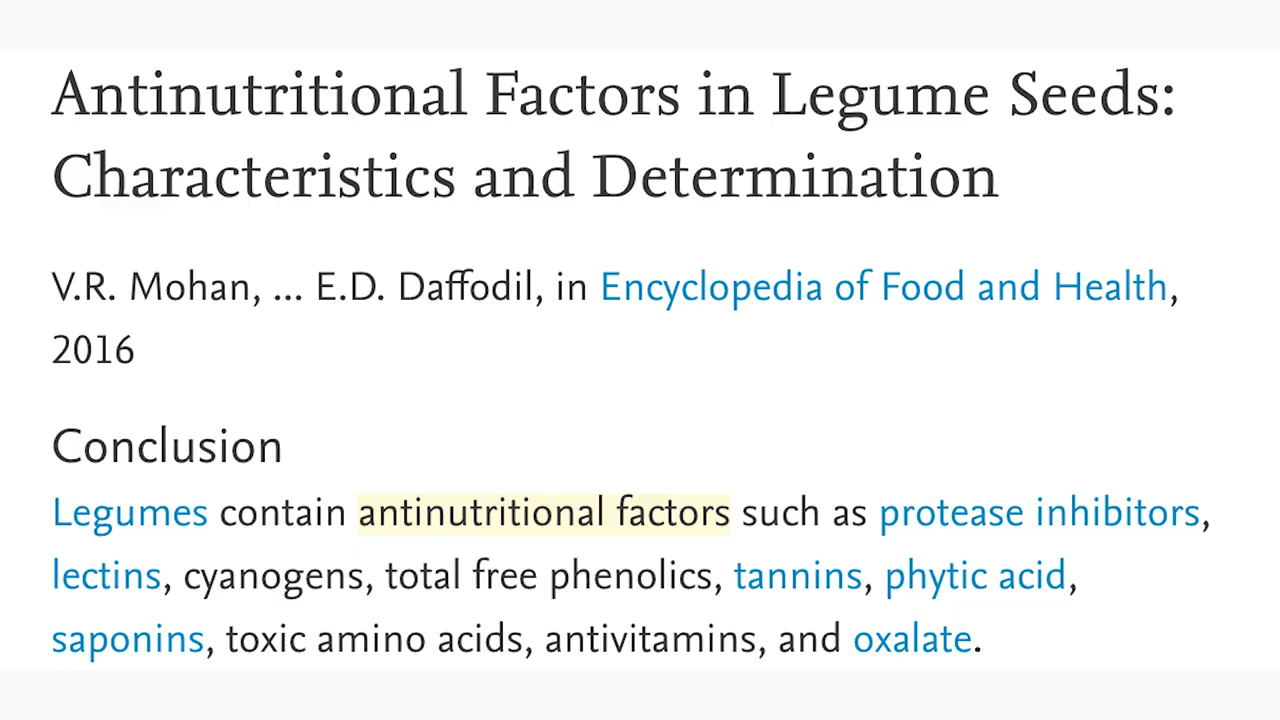 Antinutritional Factors in Legume Seeds:
Characteristics and Determination
V.R. Mohan, ... E.D. Daffodil, in Encyclopedia of Food and Health,
2016
Conclusion
Legumes contain antinutritional factors such as protease inhibitors,
lectins, cyanogens, total free phenolics, tannins, phytic acid,
saponins, toxic amino acids, antivitamins, and oxalate.